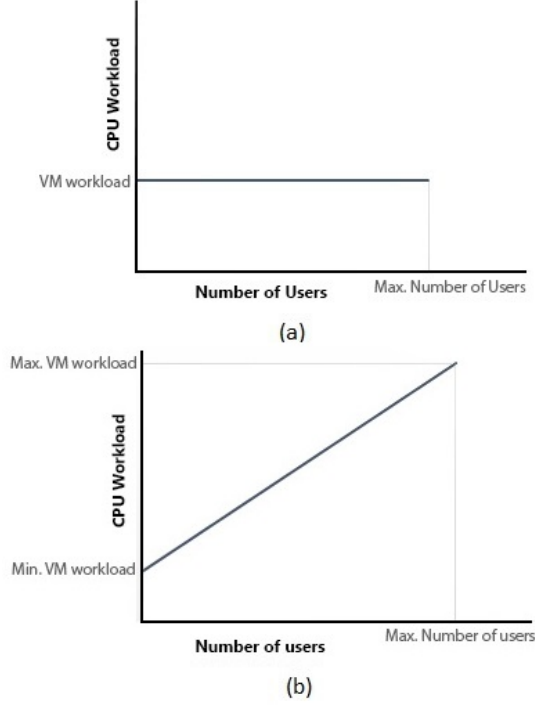 CPU Workload
VM workload
Number of Users
Max. Number of Users
(a)
Max. VM workload
CPU Workload
Min. VM workload
Number of users
Max. Number of users
(b)